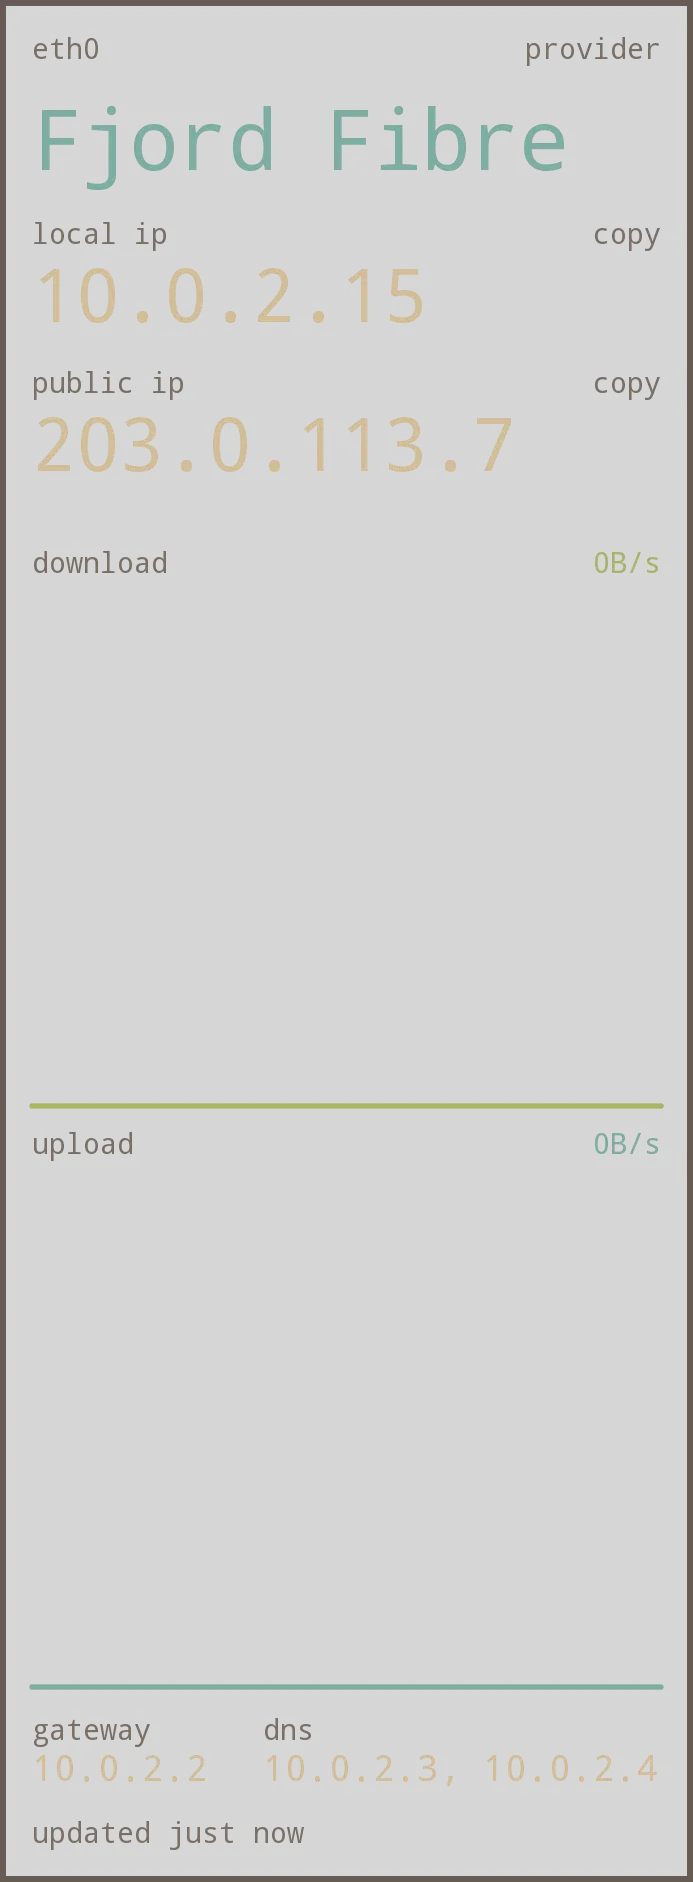 eth0 provider
Fjord Fibre
local ip copy
10.0.2.15
public ip copy
203.0.113.7
download 0B/s
upload 0B/s
gateway dns
10.0.2.2 10.0.2.3, 10.0.2.4
updated just now